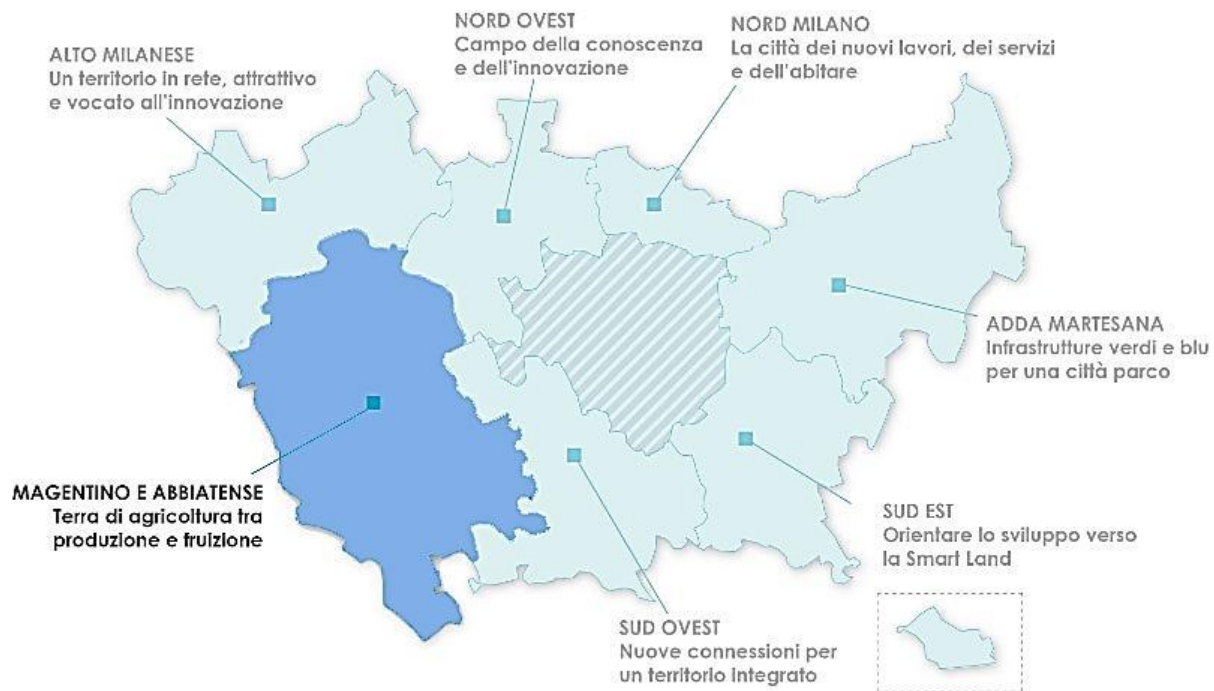 NORD OVEST
Campo della conoscenza
e dell'innovazione
NORD MILANO
La città dei nuovi lavori, dei servizi
e dell'abitare
ALTO MILANESE
Un territorio in rete, attrattivo
e vocato all'innovazione
ADDA MARTESANA
Infrastrutture verdi e blu
per una città parco
MAGENTINO E ABBIATENSE
Terra di agricoltura tra
produzione e fruizione
SUD EST
Orientare lo sviluppo verso
la Smart Land
SUD OVEST
Nuove connessioni per
un territorio integrato